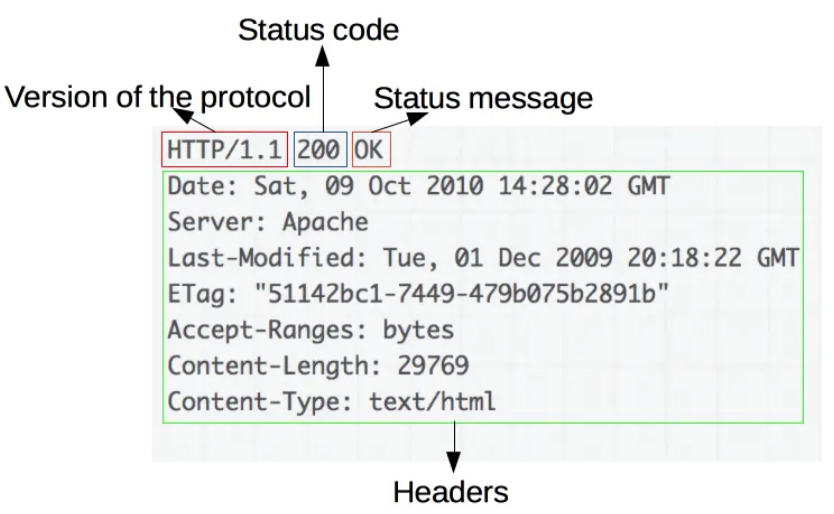 Status code
Version of the protocol
Status message
HTTP/1.1 200 OK
Date: Sat, 09 Oct 2010 14:28:02 GMT
Server: Apache
Last-Modified: Tue, 01 Dec 2009 20:18:22 GMT
ETag: "51142bc1-7449-479b075b2891b"
Accept-Ranges: bytes
Content-Length: 29769
Content-Type: text/html
Headers